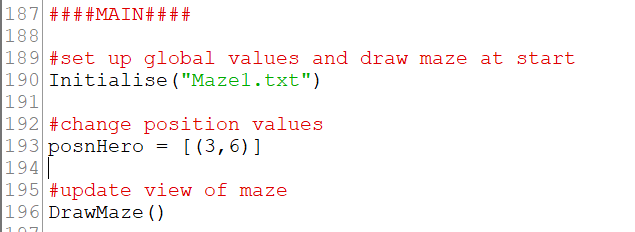 187 ####MAIN####
188
189 #set up global values and draw maze at start
190 Initialise("Maze1.txt")
191
192 #change position values
193 posnHero = [(3,6)]
194
195 #update view of maze
196 DrawMaze()
197